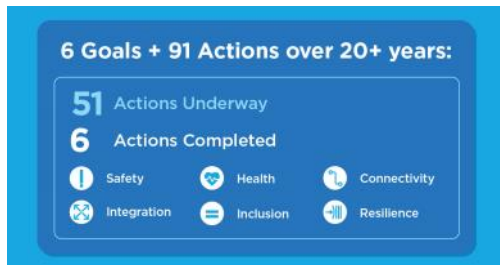 6 Goals + 91 Actions over 20+ years:
51 Actions Underway
6 Actions Completed
Safety Health Connectivity
Integration Inclusion Resilience